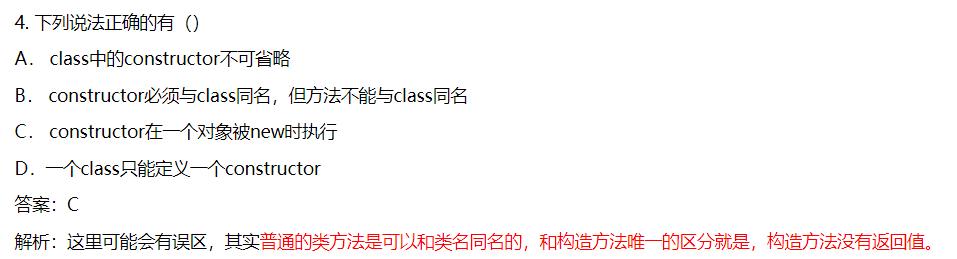 4. 下列说法正确的有（）
A． class中的constructor不可省略
B． constructor必须与class同名，但方法不能与class同名
C． constructor在一个对象被new时执行
D．一个class只能定义一个constructor
答案：C
解析：这里可能会有误区，其实普通的类方法是可以和类名同名的，和构造方法唯一的区分就是，构造方法没有返回值。